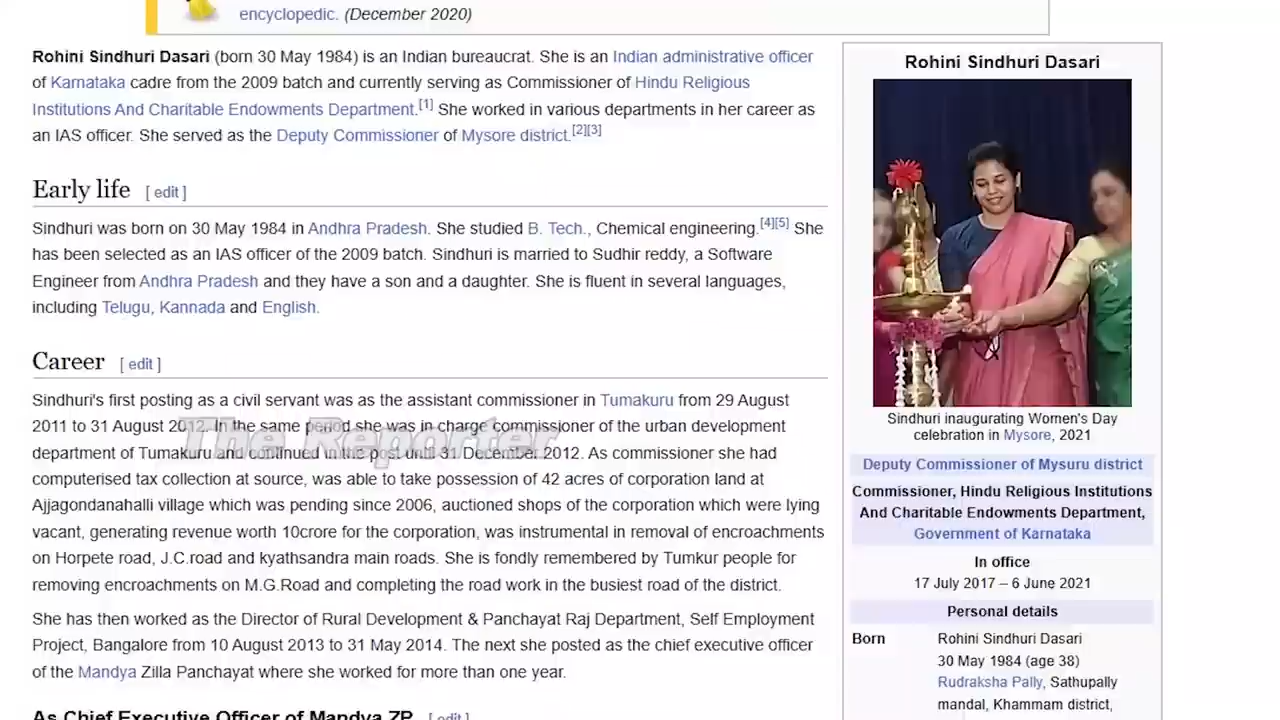 encyclopedic. (December 2020)
Rohini Sindhuri Dasari (born 30 May 1984) is an Indian bureaucrat. She is an Indian administrative officer
of Karnataka cadre from the 2009 batch and currently serving as Commissioner of Hindu Religious
Institutions And Charitable Endowments Department.[1] She worked in various departments in her career as
an IAS officer. She served as the Deputy Commissioner of Mysore district.[2][3]
Early life [ edit ]
Sindhuri was born on 30 May 1984 in Andhra Pradesh. She studied B. Tech., Chemical engineering.[4][5] She
has been selected as an IAS officer of the 2009 batch. Sindhuri is married to Sudhir reddy, a Software
Engineer from Andhra Pradesh and they have a son and a daughter. She is fluent in several languages,
including Telugu, Kannada and English.
Career [ edit ]
Sindhuri's first posting as a civil servant was as the assistant commissioner in Tumakuru from 29 August
2011 to 31 August 2012. In the same period she was in charge commissioner of the urban development
department of Tumakuru and continued in the post until 31 December 2012. As commissioner she had
computerised tax collection at source, was able to take possession of 42 acres of corporation land at
Ajjagondanahalli village which was pending since 2006, auctioned shops of the corporation which were lying
vacant, generating revenue worth 10crore for the corporation, was instrumental in removal of encroachments
on Horpete road, J.C.road and kyathsandra main roads. She is fondly remembered by Tumkur people for
removing encroachments on M.G.Road and completing the road work in the busiest road of the district.
She has then worked as the Director of Rural Development & Panchayat Raj Department, Self Employment
Project, Bangalore from 10 August 2013 to 31 May 2014. The next she posted as the chief executive officer
of the Mandya Zilla Panchayat where she worked for more than one year.
As Chief Executive Officer of Mandya ZP [ edit ]
The Reporter
Rohini Sindhuri Dasari
Sindhuri inaugurating Women's Day
celebration in Mysore, 2021
Deputy Commissioner of Mysuru district
Commissioner, Hindu Religious Institutions
And Charitable Endowments Department,
Government of Karnataka
In office
17 July 2017 – 6 June 2021
Personal details
Born Rohini Sindhuri Dasari
30 May 1984 (age 38)
Rudraksha Pally, Sathupally
mandal, Khammam district,